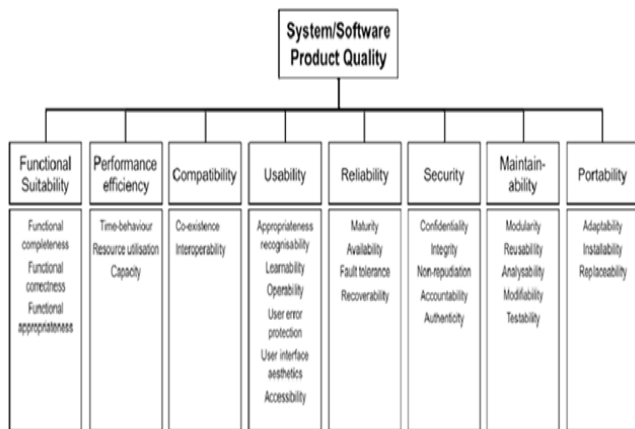 System/Software
Product Quality
Functional
Suitability
Performance
efficiency
Compatibility
Usability
Reliability
Security
Maintain-
ability
Portability
Functional
completeness
Functional
correctness
Functional
appropriateness
Time-behaviour
Resource utilisation
Capacity
Co-existence
Interoperability
Appropriateness
recognisability
Learnability
Operability
User error
protection
User interface
aesthetics
Accessibility
Maturity
Availability
Fault tolerance
Recoverability
Confidentiality
Integrity
Non-repudiation
Accountability
Authenticity
Modularity
Reusability
Analysability
Modifiability
Testability
Adaptability
Installability
Replaceability